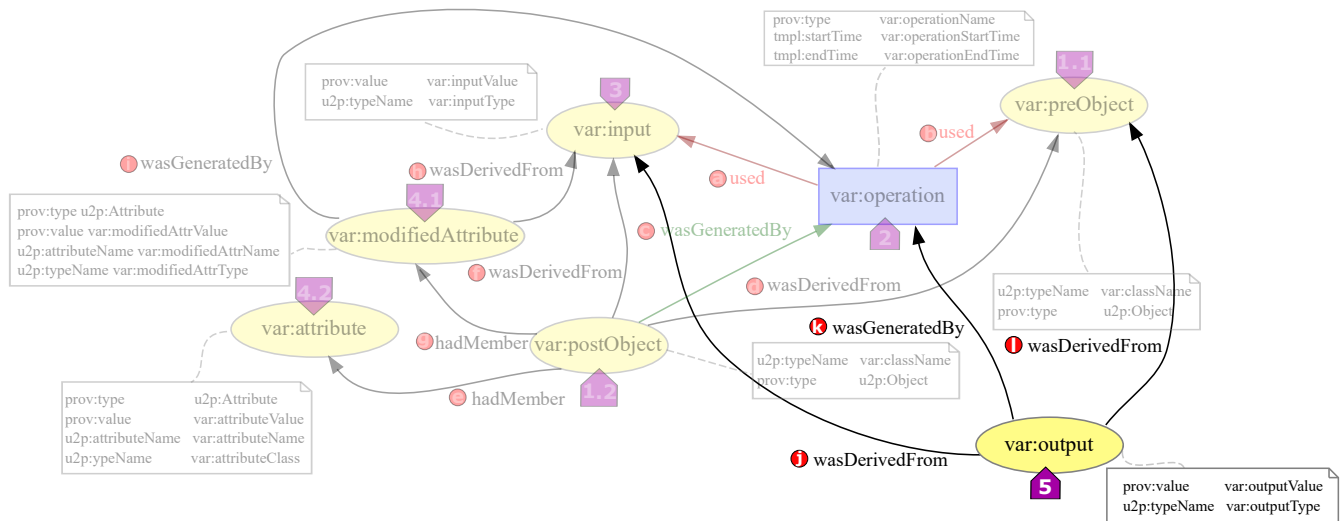 prov:type var:operationName
tmpl:startTime var:operationStartTime
tmpl:endTime var:operationEndTime
1.1
var:preObject
prov:value var:inputValue
u2p:typeName var:inputType
3
var:input
b used
i wasGeneratedBy
h wasDerivedFrom
a used
4.1
var:operation
2
prov:type u2p:Attribute
prov:value var:modifiedAttrValue
u2p:attributeName var:modifiedAttrName
u2p:typeName var:modifiedAttrType
var:modifiedAttribute
c wasGeneratedBy
f wasDerivedFrom
d wasDerivedFrom
u2p:typeName var:className
prov:type u2p:Object
4.2
var:attribute
g hadMember
var:postObject
1.2
k wasGeneratedBy
l wasDerivedFrom
u2p:typeName var:className
prov:type u2p:Object
e hadMember
prov:type u2p:Attribute
prov:value var:attributeValue
u2p:attributeName var:attributeName
u2p:ypeName var:attributeClass
var:output
j wasDerivedFrom
5
prov:value var:outputValue
u2p:typeName var:outputType